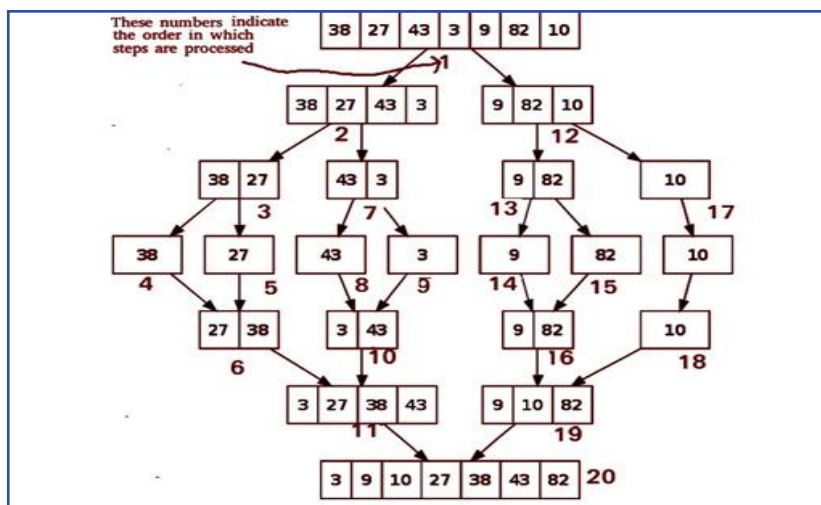 These numbers indicate
the order in which
steps are processed
38 27 43 3 9 82 10
1
38 27 43 3 9 82 10
2 12
38 27 43 3 9 82 10
3 7 13 17
38 27 43 3 9 82 10
4 5 8 9 14 15
27 38 3 43 9 82 10
6 10 16 18
3 27 38 43 9 10 82
11 19
3 9 10 27 38 43 82 20